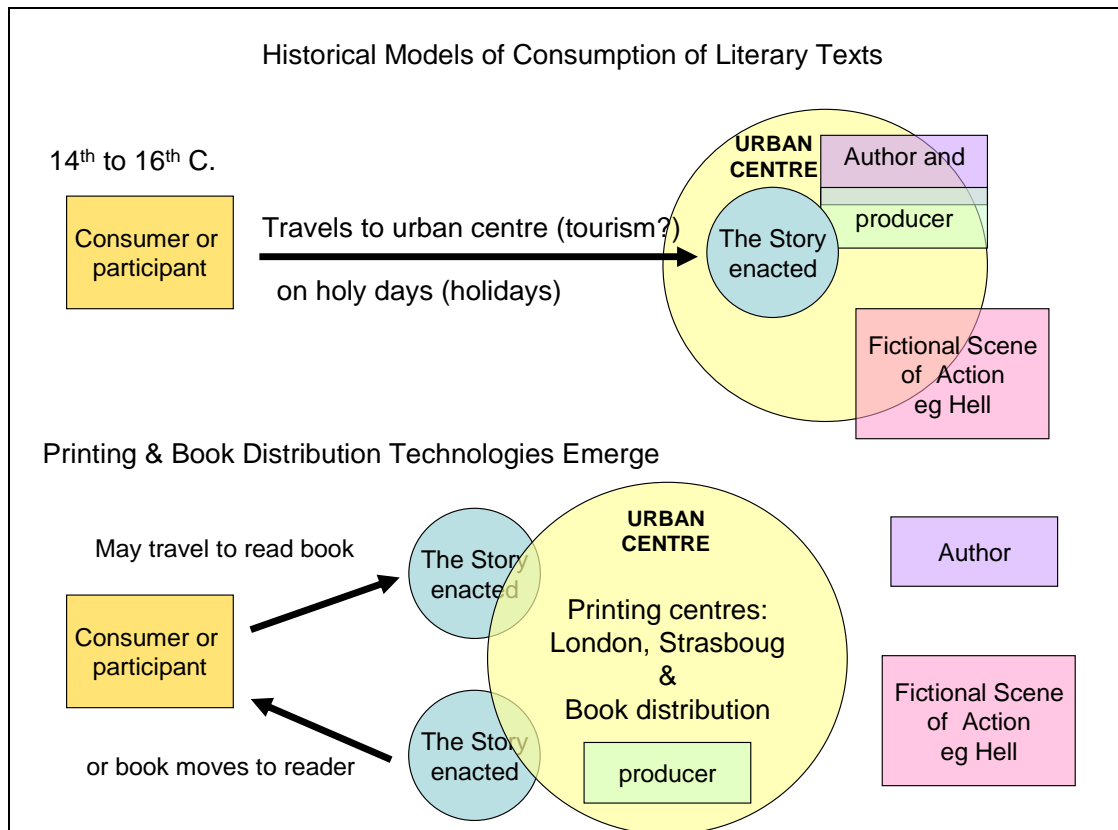 Historical Models of Consumption of Literary Texts
14th to 16th C.
Consumer or
participant
Travels to urban centre (tourism?)
on holy days (holidays)
URBAN
CENTRE
The Story
enacted
Author and
producer
Fictional Scene
of Action
eg Hell
Printing & Book Distribution Technologies Emerge
May travel to read book
Consumer or
participant
or book moves to reader
The Story
enacted
The Story
enacted
URBAN
CENTRE
Printing centres:
London, Strasboug
&
Book distribution
producer
Author
Fictional Scene
of Action
eg Hell